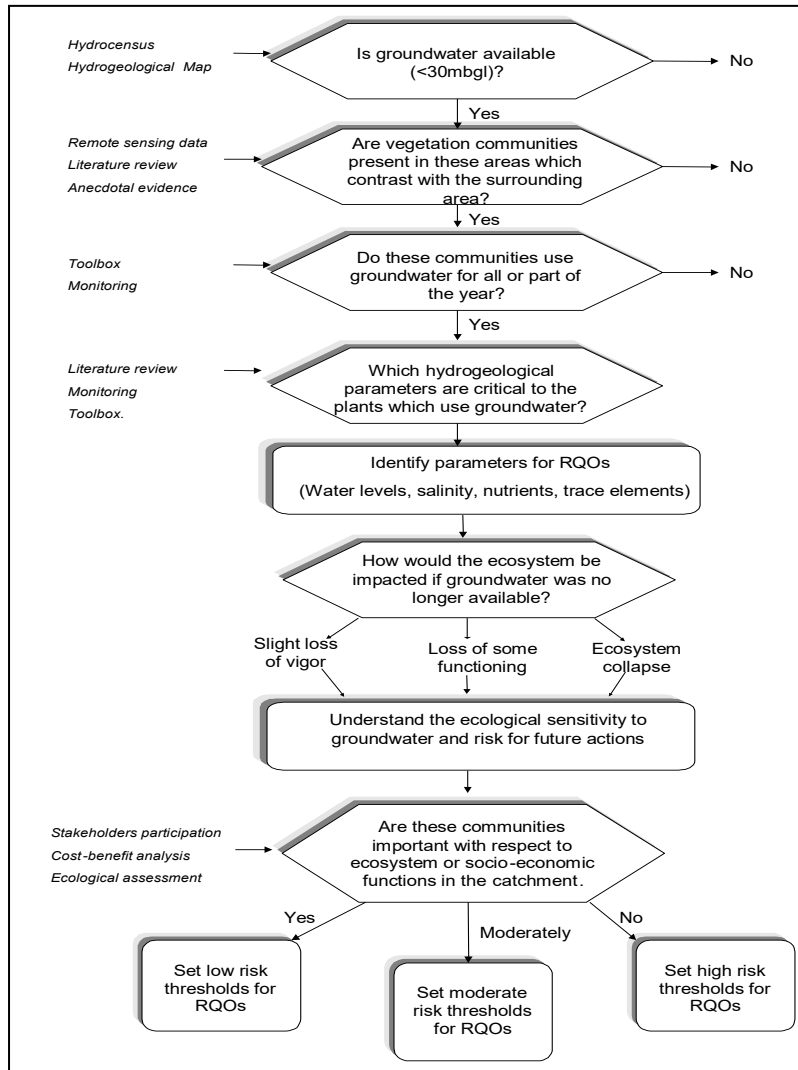 Hydrocensus
Hydrogeological Map
Is groundwater available
(<30mbgl)?
No
Yes
Remote sensing data
Literature review
Anecdotal evidence
Are vegetation communities
present in these areas which
contrast with the surrounding
area?
No
Yes
Toolbox
Monitoring
Do these communities use
groundwater for all or part of
the year?
No
Yes
Literature review
Monitoring
Toolbox.
Which hydrogeological
parameters are critical to the
plants which use groundwater?
Identify parameters for RQOs
(Water levels, salinity, nutrients, trace elements)
How would the ecosystem be
impacted if groundwater was no
longer available?
Slight loss
of vigor
Loss of some
functioning
Ecosystem
collapse
Understand the ecological sensitivity to
groundwater and risk for future actions
Stakeholders participation
Cost-benefit analysis
Ecological assessment
Are these communities
important with respect to
ecosystem or socio-economic
functions in the catchment.
Yes
Moderately
No
Set low risk
thresholds for
RQOs
Set moderate
risk thresholds
for RQOs
Set high risk
thresholds for
RQOs